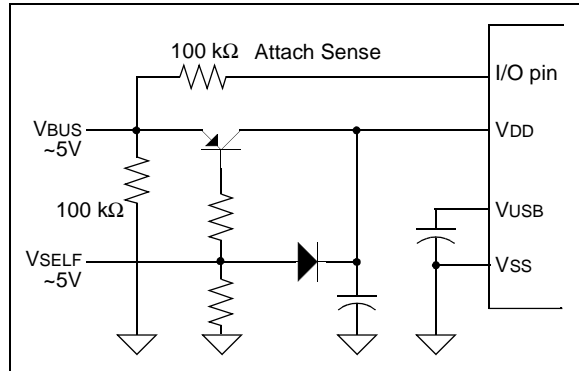 100 kΩ Attach Sense
I/O pin
VBUS
~5V
VDD
100 kΩ
VUSB
VSELF
~5V
VSS